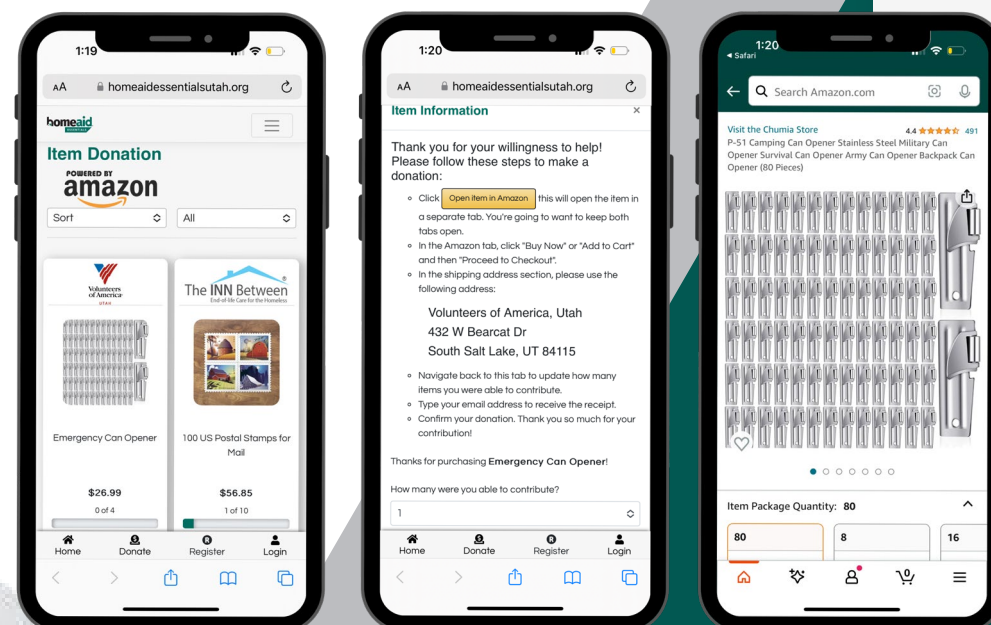 1:19
AA homeaidessentialsutah.org
homeaid
ESSENTIALS
Item Donation
POWERED BY
amazon
Sort
All
Volunteers
of America
UTAH
Emergency Can Opener
$26.99
0 of 4
The INN Between
End-of-life Care for the Homeless
100 US Postal Stamps for
Mail
$56.85
1 of 10
Home Donate Register Login
1:20
AA homeaidessentialsutah.org
Item Information ×
Thank you for your willingness to help!
Please follow these steps to make a
donation:
Click Open item in Amazon this will open the item in
a separate tab. You're going to want to keep both
tabs open.
In the Amazon tab, click "Buy Now" or "Add to Cart"
and then "Proceed to Checkout".
In the shipping address section, please use the
following address:
Volunteers of America, Utah
432 W Bearcat Dr
South Salt Lake, UT 84115
Navigate back to this tab to update how many
items you were able to contribute.
Type your email address to receive the receipt.
Confirm your donation. Thank you so much for your
contribution!
Thanks for purchasing Emergency Can Opener!
How many were you able to contribute?
1
Home Donate Register Login
1:20
Safari
Search Amazon.com
Visit the Chumia Store 4.4 491
P-51 Camping Can Opener Stainless Steel Military Can
Opener Survival Can Opener Army Can Opener Backpack Can
Opener (80 Pieces)
Item Package Quantity: 80
80 8 16
0